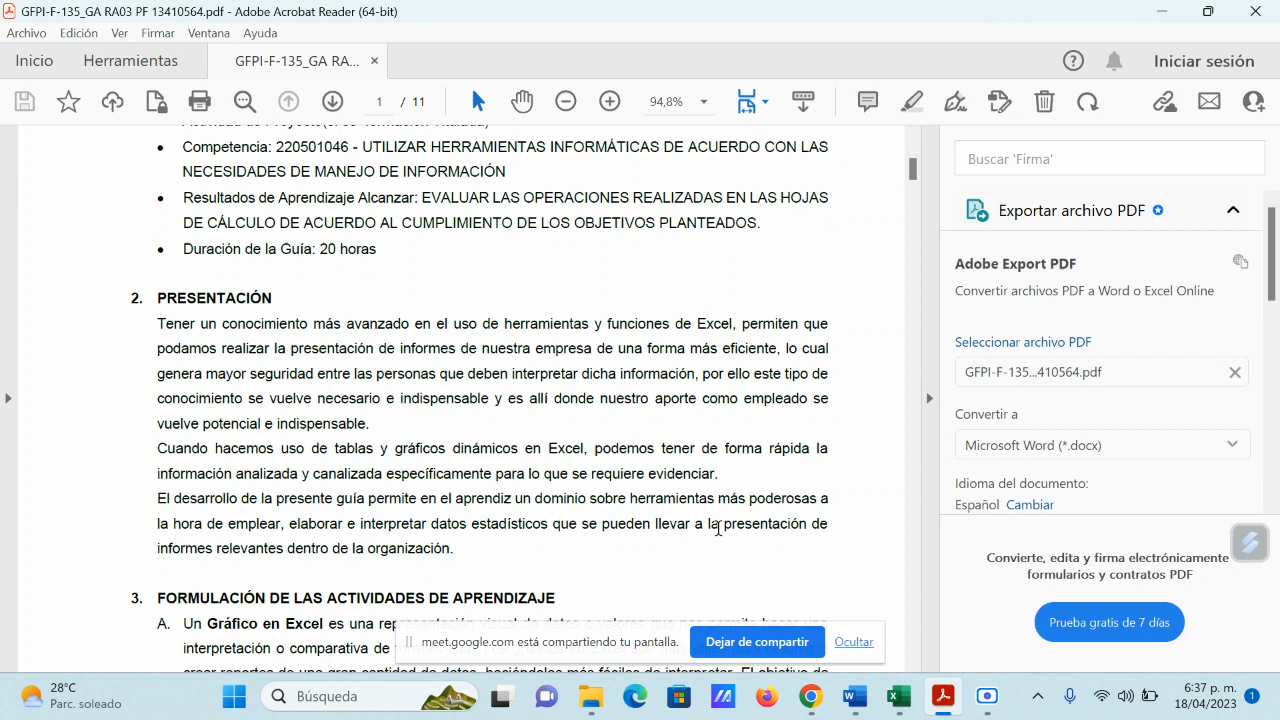 GFPI-F-135_GA RA03 PF 13410564.pdf - Adobe Acrobat Reader (64-bit)
Archivo Edición Ver Firmar Ventana Ayuda
Inicio Herramientas GFPI-F-135_GA RA... Iniciar sesión
1 / 11 94,8%
Competencia: 220501046 - UTILIZAR HERRAMIENTAS INFORMÁTICAS DE ACUERDO CON LAS
NECESIDADES DE MANEJO DE INFORMACIÓN
• Resultados de Aprendizaje Alcanzar: EVALUAR LAS OPERACIONES REALIZADAS EN LAS HOJAS
DE CÁLCULO DE ACUERDO AL CUMPLIMIENTO DE LOS OBJETIVOS PLANTEADOS.
• Duración de la Guía: 20 horas
2. PRESENTACIÓN
Tener un conocimiento más avanzado en el uso de herramientas y funciones de Excel, permiten que
podamos realizar la presentación de informes de nuestra empresa de una forma más eficiente, lo cual
genera mayor seguridad entre las personas que deben interpretar dicha información, por ello este tipo de
conocimiento se vuelve necesario e indispensable y es allí donde nuestro aporte como empleado se
vuelve potencial e indispensable.
Cuando hacemos uso de tablas y gráficos dinámicos en Excel, podemos tener de forma rápida la
información analizada y canalizada específicamente para lo que se requiere evidenciar.
El desarrollo de la presente guía permite en el aprendiz un dominio sobre herramientas más poderosas a
la hora de emplear, elaborar e interpretar datos estadísticos que se pueden llevar a la presentación de
informes relevantes dentro de la organización.
3. FORMULACIÓN DE LAS ACTIVIDADES DE APRENDIZAJE
A. Un Gráfico en Excel es una
interpretación o comparativa de
meet.google.com está compartiendo tu pantalla. Dejar de compartir Ocultar
Buscar 'Firma'
Exportar archivo PDF
Adobe Export PDF
Convertir archivos PDF a Word o Excel Online
Seleccionar archivo PDF
GFPI-F-135...410564.pdf
Convertir a
Microsoft Word (*.docx)
Idioma del documento:
Español Cambiar
Convierte, edita y firma electrónicamente
formularios y contratos PDF
Prueba gratis de 7 días
28°C
Parc. soleado
Búsqueda
6:37 p. m.
18/04/2023
1